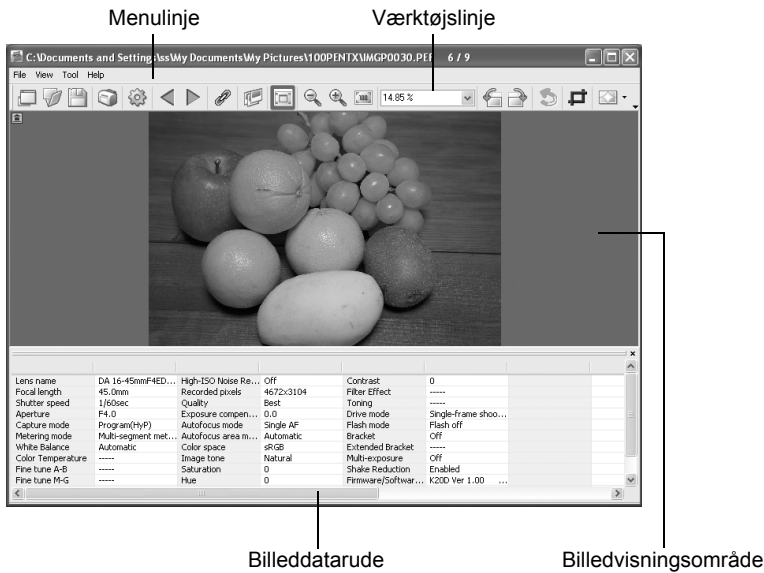 Menulinje Værktøjslinje
C:\Documents and Settings\ss\My Documents\My Pictures\100PENTX\IMGP0030.PEF 6 / 9
File View Tool Help
14.85 %
Lens name DA 16-45mmF4ED... High-ISO Noise Re... Off Contrast 0
Focal length 45.0mm Recorded pixels 4672x3104 Filter Effect -----
Shutter speed 1/60sec Quality Best Toning -----
Aperture F4.0 Exposure compen... 0.0 Drive mode Single-frame shoo...
Capture mode Program(HyP) Autofocus mode Single AF Flash mode Flash off
Metering mode Multi-segment met... Autofocus area m... Automatic Bracket Off
White Balance Automatic Color space sRGB Extended Bracket -----
Color Temperature ----- Image tone Natural Multi-exposure Off
Fine tune A-B ----- Saturation 0 Shake Reduction Enabled
Fine tune M-G ----- Hue 0 Firmware/Softwar... K20D Ver 1.00 ...
Billeddatarude Billedvisningsområde